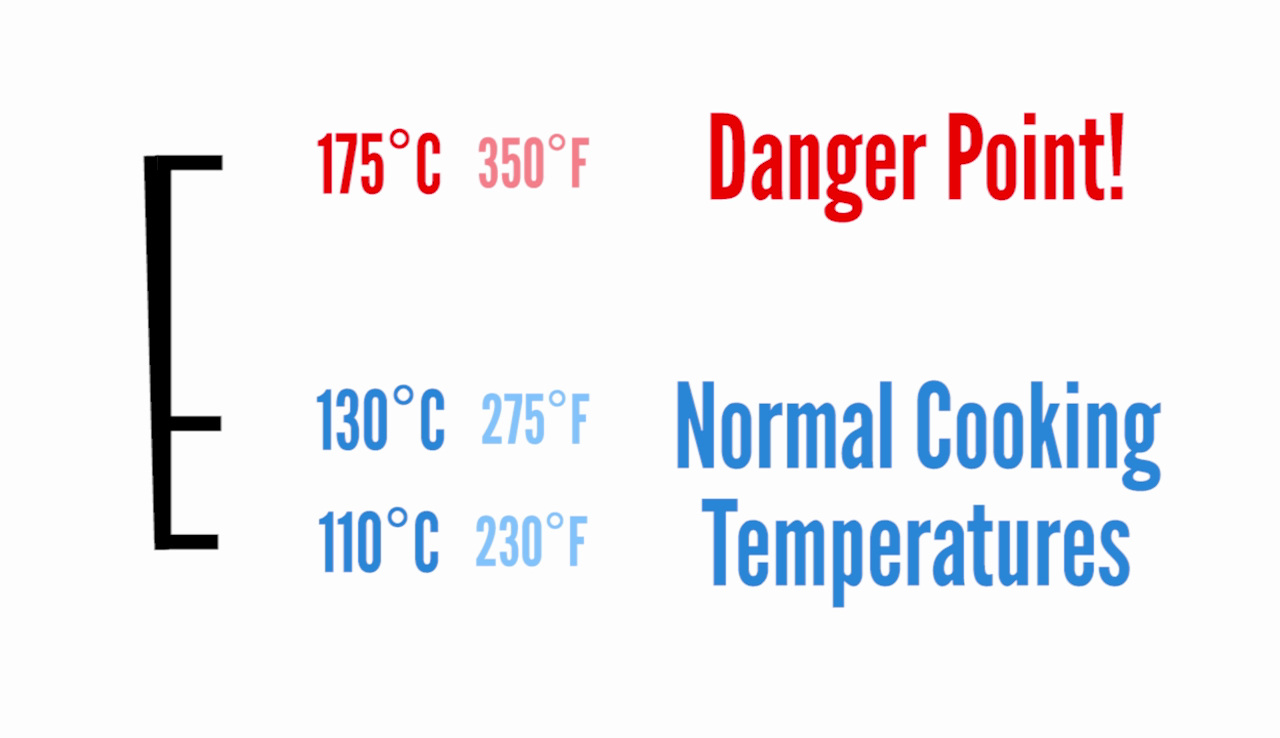 175°C 350°F Danger Point!
130°C 275°F Normal Cooking
110°C 230°F Temperatures